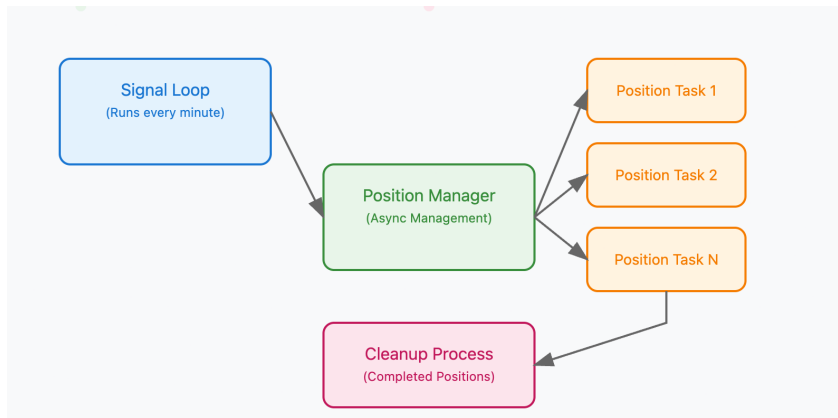 Signal Loop
(Runs every minute)
Position Manager
(Async Management)
Position Task 1
Position Task 2
Position Task N
Cleanup Process
(Completed Positions)